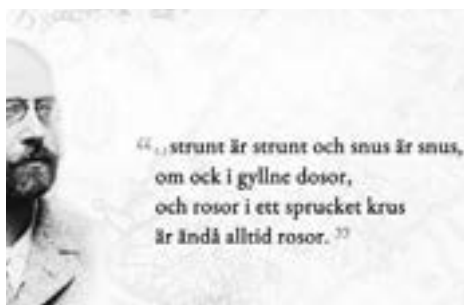 “...strunt är strunt och snus är snus,
om ock i gyllne dosor,
och rosor i ett sprucket krus
är ändå alltid rosor. ”